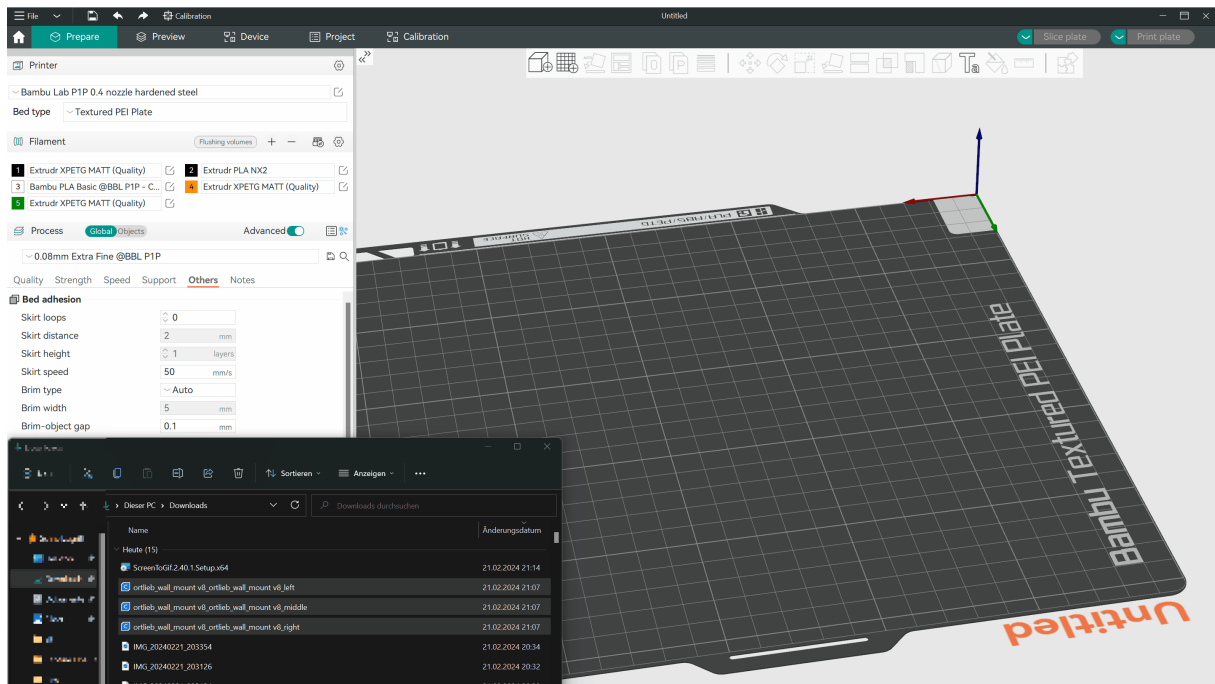 File Calibration Untitled
Prepare Preview Device Project Calibration Slice plate Print plate
Printer
Bambu Lab P1P 0.4 nozzle hardened steel
Bed type Textured PEI Plate
Filament Flushing volumes
1 Extrudr XPETG MATT (Quality) 2 Extrudr PLA NX2
3 Bambu PLA Basic @BBL P1P - C... 4 Extrudr XPETG MATT (Quality)
5 Extrudr XPETG MATT (Quality)
Process Global Objects Advanced
0.08mm Extra Fine @BBL P1P
Quality Strength Speed Support Others Notes
Bed adhesion
Skirt loops 0
Skirt distance 2 mm
Skirt height 1 layers
Skirt speed 50 mm/s
Brim type Auto
Brim width 5 mm
Brim-object gap 0.1 mm
Sortieren Anzeigen
Dieser PC Downloads Downloads durchsuchen
Name Änderungsdatum
Heute (15)
ScreenToGif.2.40.1.Setup.x64 21.02.2024 21:14
ortlieb_wall_mount v8_ortlieb_wall_mount v8_left 21.02.2024 21:07
ortlieb_wall_mount v8_ortlieb_wall_mount v8_middle 21.02.2024 21:07
ortlieb_wall_mount v8_ortlieb_wall_mount v8_right 21.02.2024 21:07
IMG_20240221_203354 21.02.2024 20:34
IMG_20240221_203126 21.02.2024 20:32
PLA/ABS/PETG
HOT SURFACE
Bambu Textured PEI Plate
Untitled